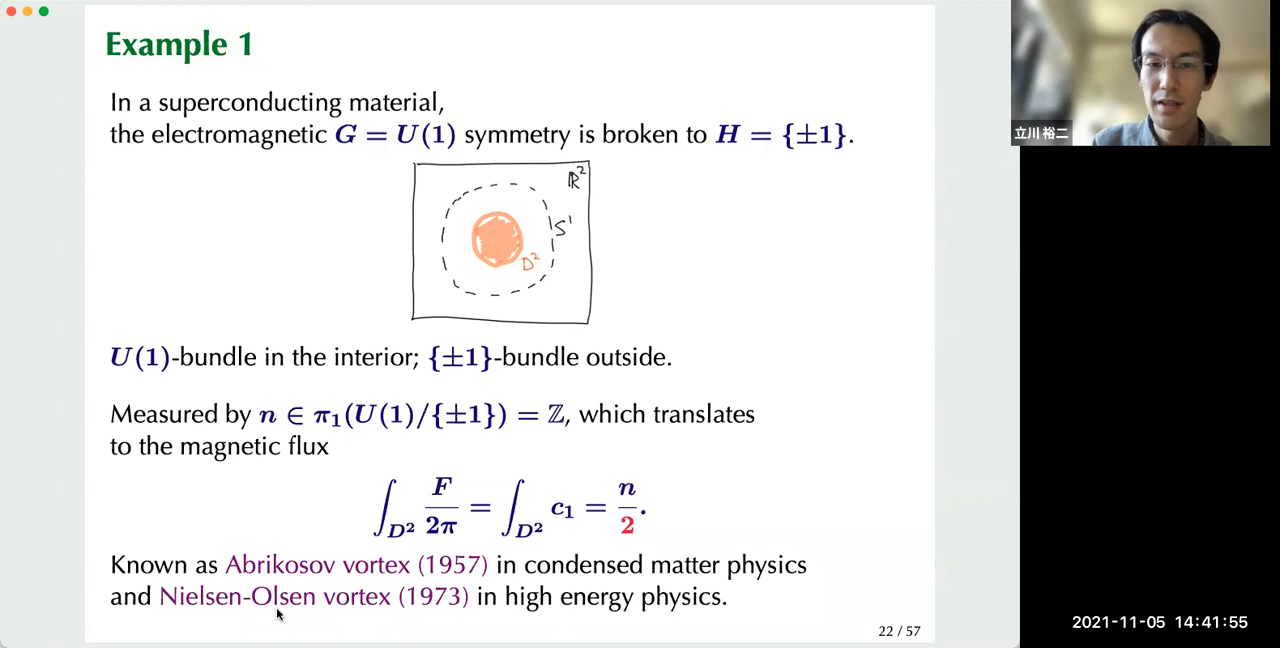 Example 1
In a superconducting material,
the electromagnetic G = U(1) symmetry is broken to H = {±1}.
ℝ²
S¹
D²
U(1)-bundle in the interior; {±1}-bundle outside.
Measured by n ∈ π₁(U(1)/{±1}) = ℤ, which translates
to the magnetic flux
∫_{D²} F/2π = ∫_{D²} c₁ = n/2.
Known as Abrikosov vortex (1957) in condensed matter physics
and Nielsen-Olsen vortex (1973) in high energy physics.
22 / 57
立川 裕二
2021-11-05 14:41:55